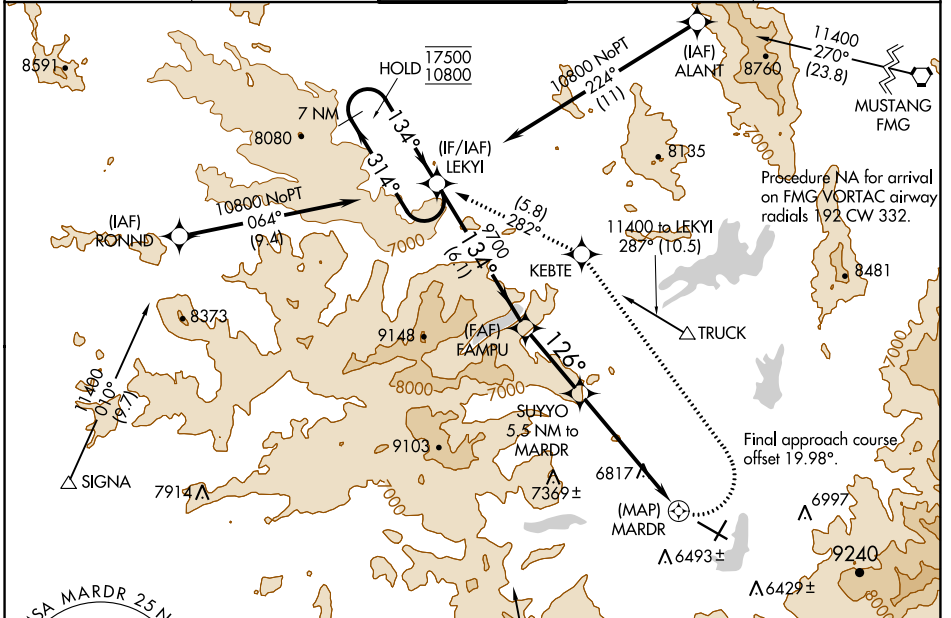 8591
HOLD
17500
10800
7 NM
134°
314°
8080
(IF/IAF)
LEKYI
10800 NoPT
224°
(11)
(IAF)
ALANT
8760
11400
270°
(23.8)
MUSTANG
FMG
7000
8135
Procedure NA for arrival
on FMG VORTAC airway
radials 192 CW 332.
(IAF)
RONND
10800 NoPT
064°
(9.4)
7000
9700
134°
(6.1)
(5.8)
282°
KEBTE
11400 to LEKYI
287° (10.5)
TRUCK
8481
8373
9148
(FAF)
FAMPU
126°
8000
7000
7000
11400
010°
(9.7)
SIGNA
9103
SUYYO
5.5 NM to
MARDR
Final approach course
offset 19.98°.
7914
7000
7369±
6817
(MAP)
MARDR
6997
6493±
9240
6429±
8000
MSA MARDR 25 N